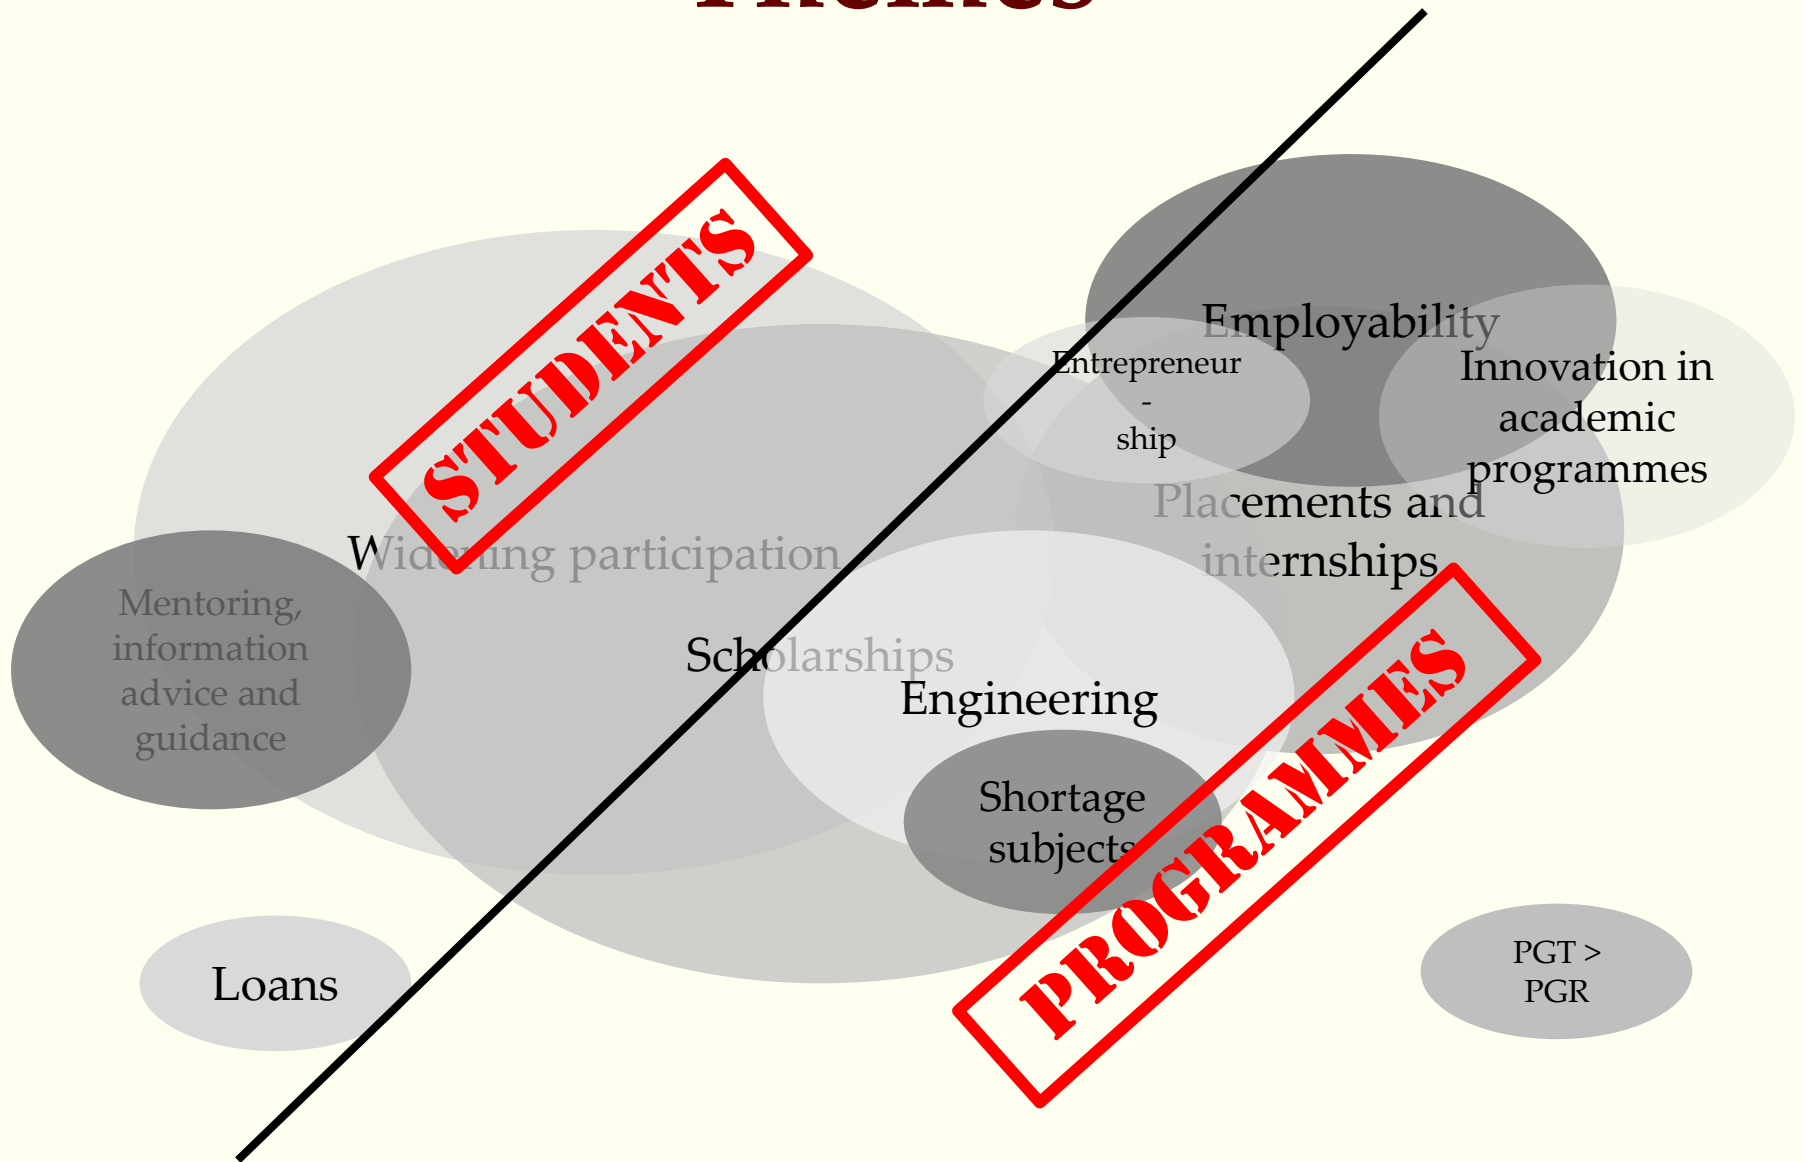 Themes
STUDENTS
Employability
Entrepreneur
-
ship
Innovation in
academic
programmes
Placements and
internships
Widening participation
Mentoring,
information
advice and
guidance
Scholarships
Engineering
Shortage
subjects
PROGRAMMES
Loans
PGT >
PGR